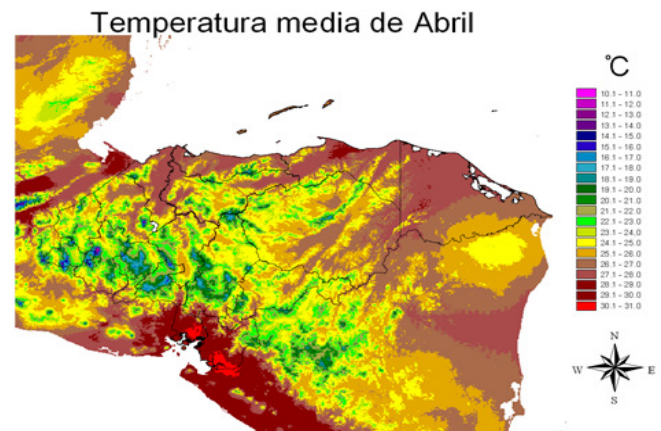 Temperatura media de Abril
°C
10.1 - 11.0
11.1 - 12.0
12.1 - 13.0
13.1 - 14.0
14.1 - 15.0
15.1 - 16.0
16.1 - 17.0
17.1 - 18.0
18.1 - 19.0
19.1 - 20.0
20.1 - 21.0
21.1 - 22.0
22.1 - 23.0
23.1 - 24.0
24.1 - 25.0
25.1 - 26.0
26.1 - 27.0
27.1 - 28.0
28.1 - 29.0
29.1 - 30.0
30.1 - 31.0
N
W E
S